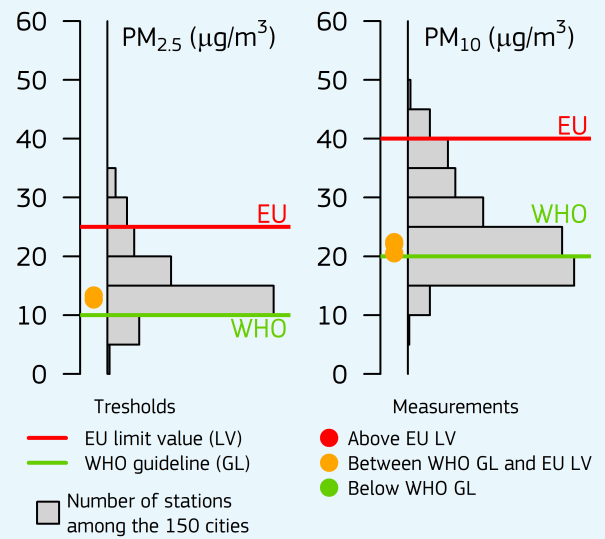 PM2.5 (μg/m3)
60
50
40
30
20
10
0
EU
WHO
PM10 (μg/m3)
60
50
40
30
20
10
0
EU
WHO
Tresholds
EU limit value (LV)
WHO guideline (GL)
Number of stations
among the 150 cities
Measurements
Above EU LV
Between WHO GL and EU LV
Below WHO GL